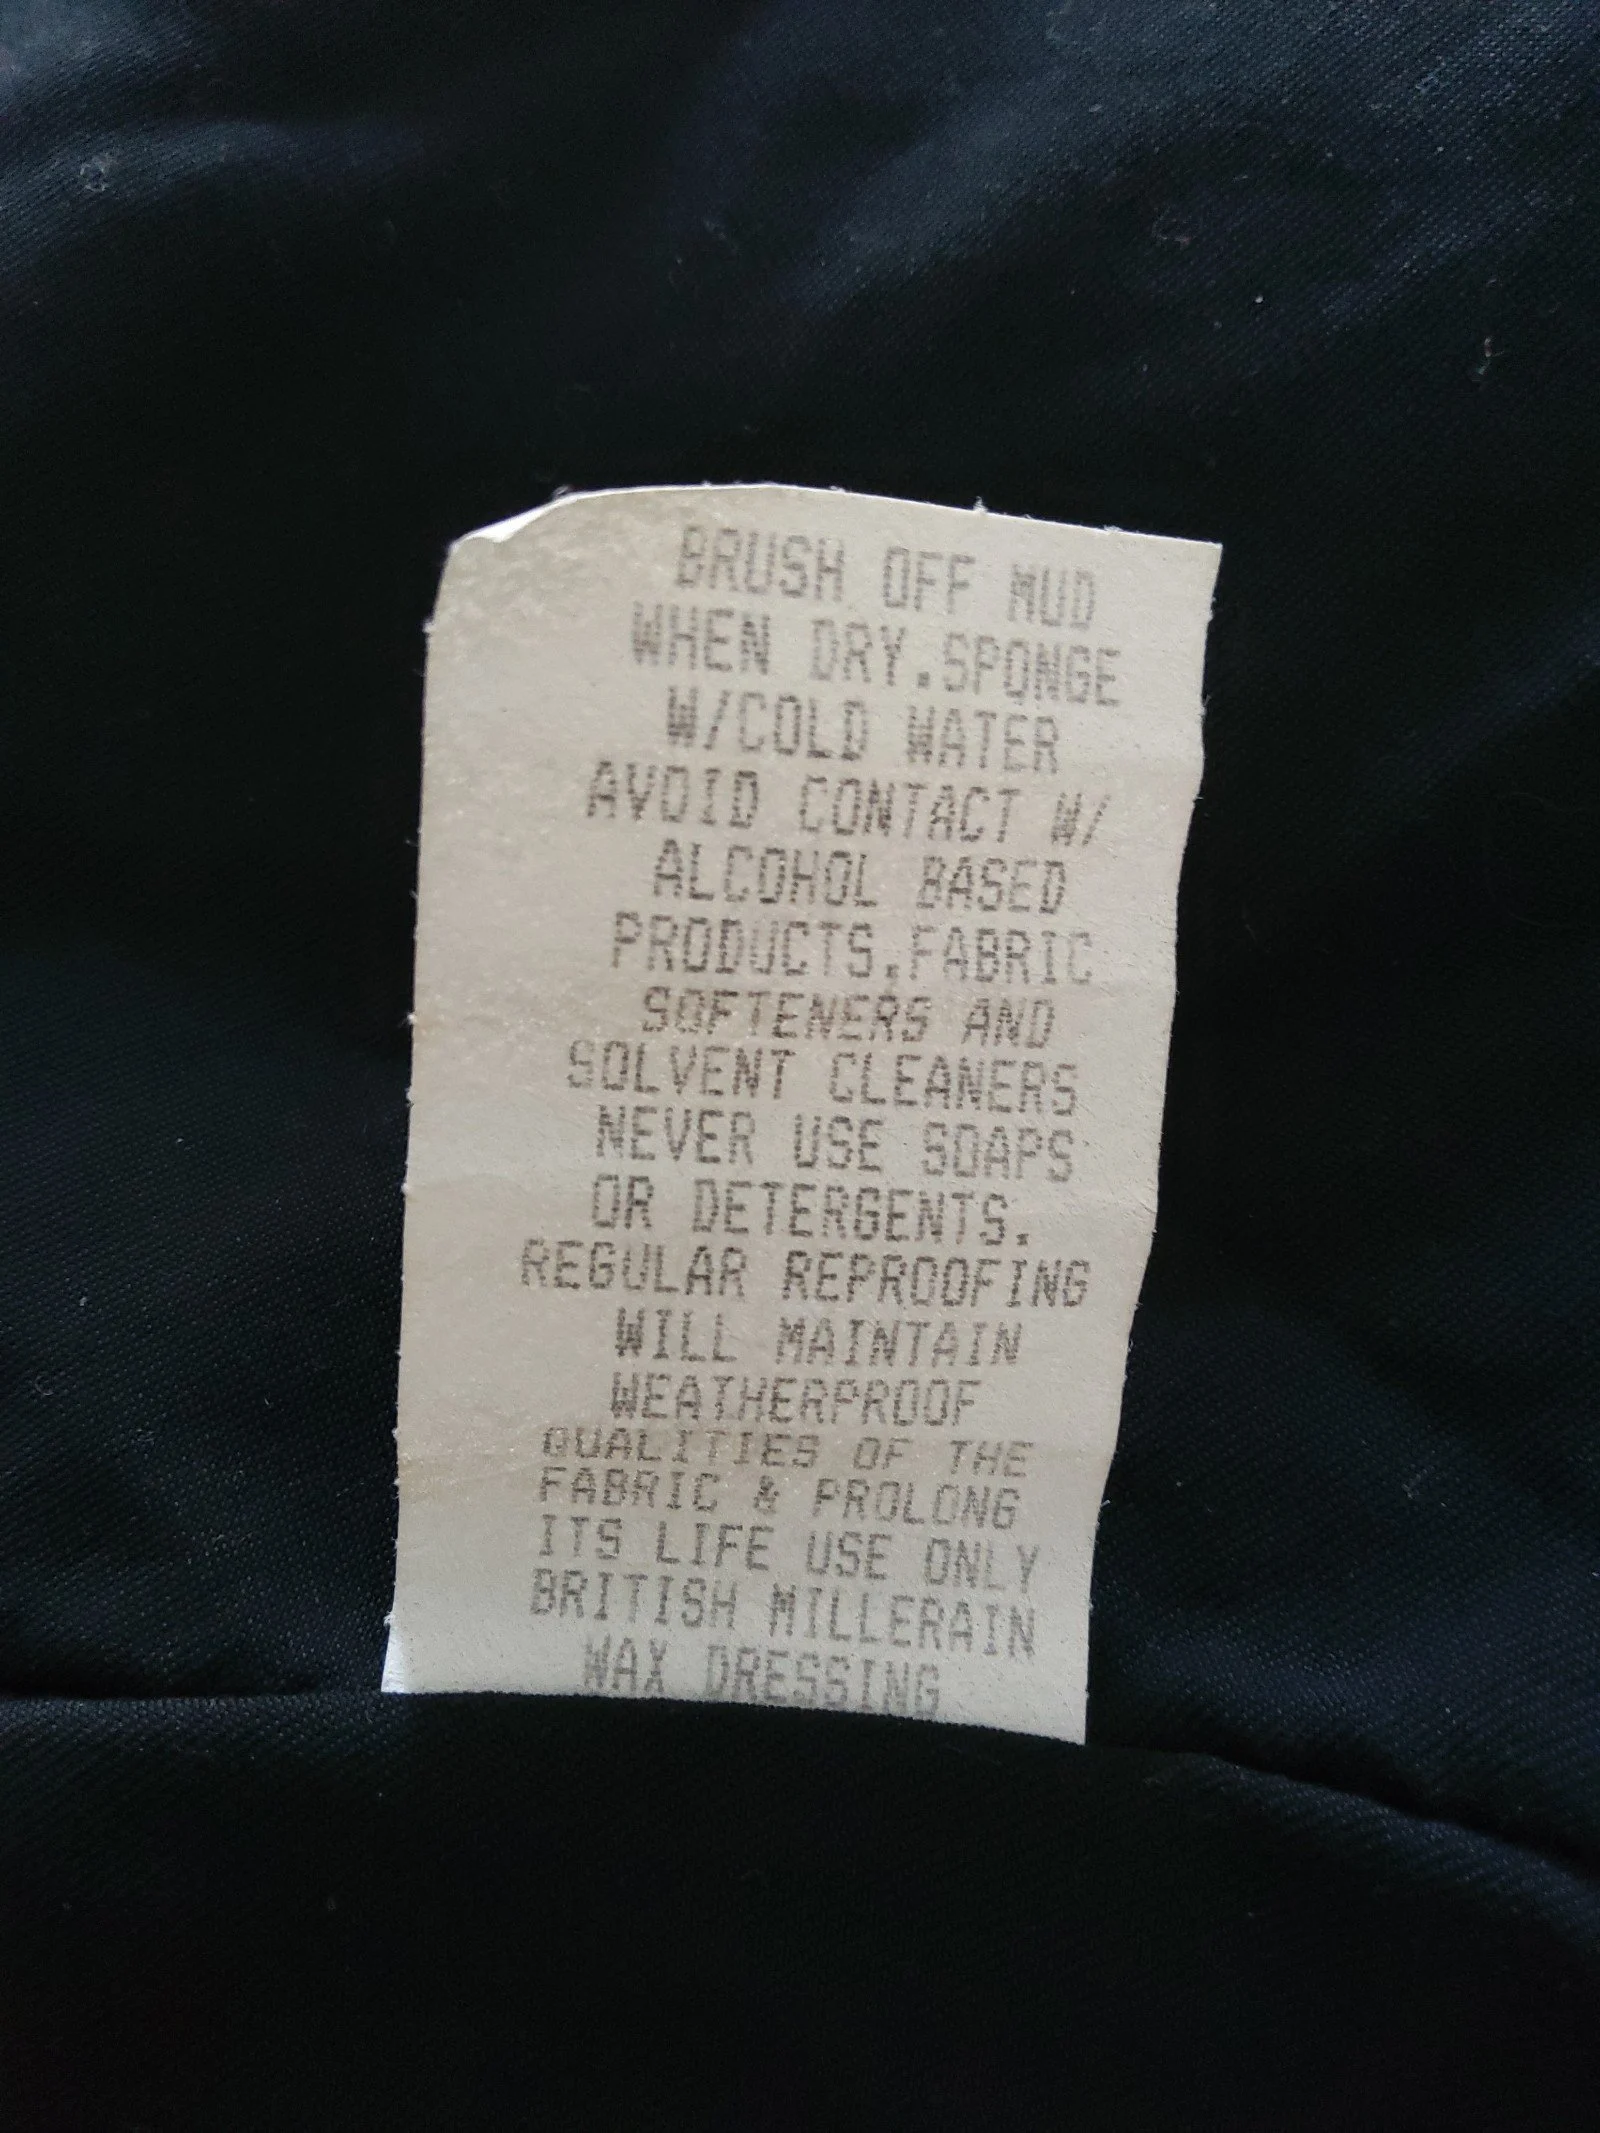 BRUSH OFF MUD
WHEN DRY.SPONGE
W/COLD WATER
AVOID CONTACT W/
ALCOHOL BASED
PRODUCTS.FABRIC
SOFTENERS AND
SOLVENT CLEANERS
NEVER USE SOAPS
OR DETERGENTS.
REGULAR REPROOFING
WILL MAINTAIN
WEATHERPROOF
QUALITIES OF THE
FABRIC & PROLONG
ITS LIFE USE ONLY
BRITISH MILLERAIN
WAX DRESSING